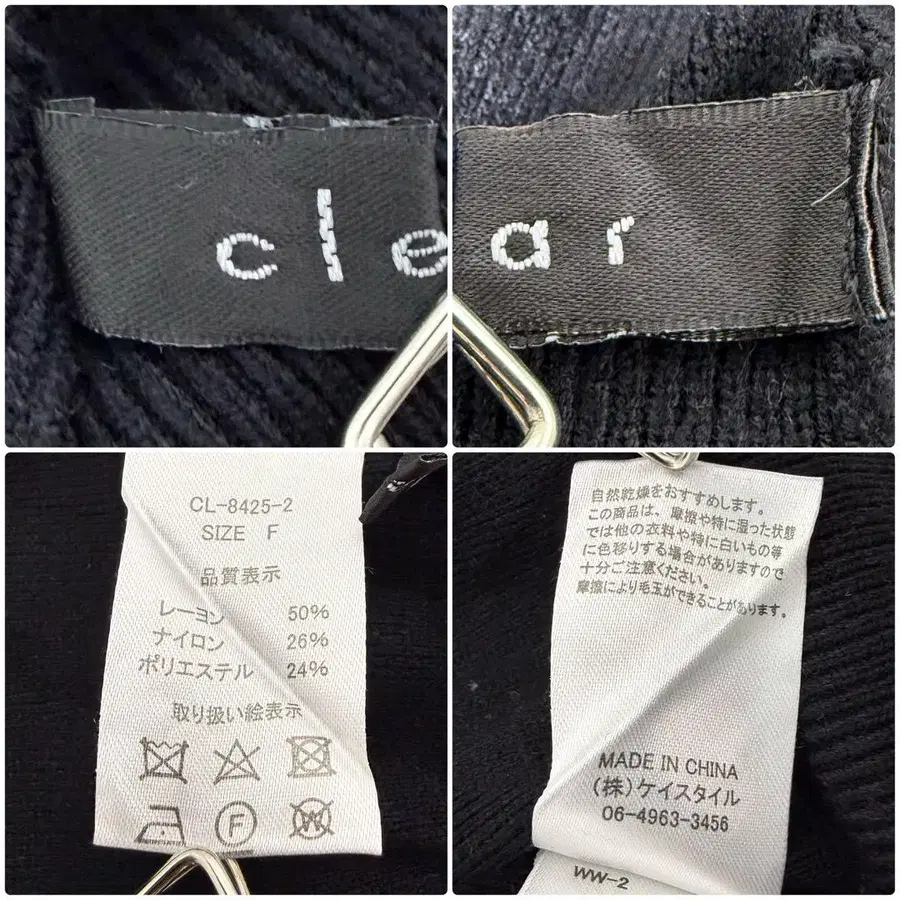 cle
ar
CL-8425-2
SIZE F
品質表示
レーヨン 50%
ナイロン 26%
ポリエステル 24%
取り扱い絵表示
F
W
自然乾燥をおすすめします。
この商品は、摩擦や特に湿った状態
では他の衣料や特に白いもの等
に色移りする場合がありますので
十分ご注意ください。
摩擦により毛玉ができることがあります。
MADE IN CHINA
(株)ケイスタイル
06-4963-3456
WW-2